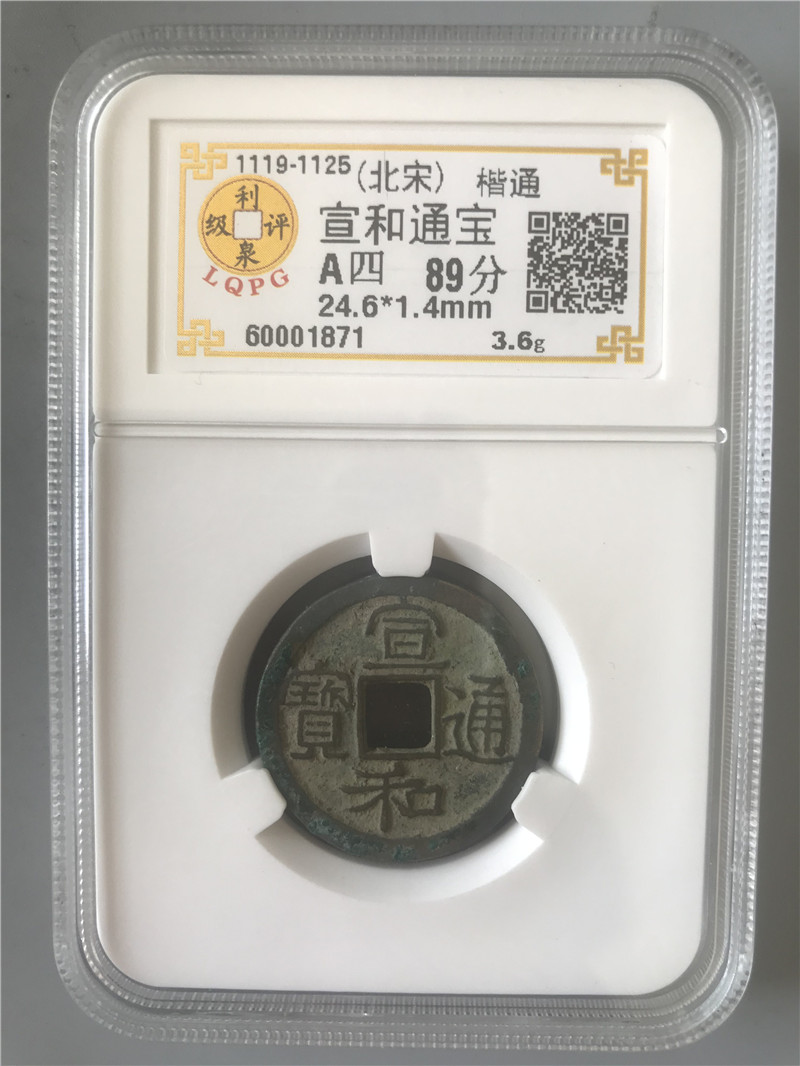 1119-1125 (北宋) 楷通
利泉评级
LQPG
宣和通宝
A四 89分
24.6*1.4mm
60001871 3.6g
宣和通寳